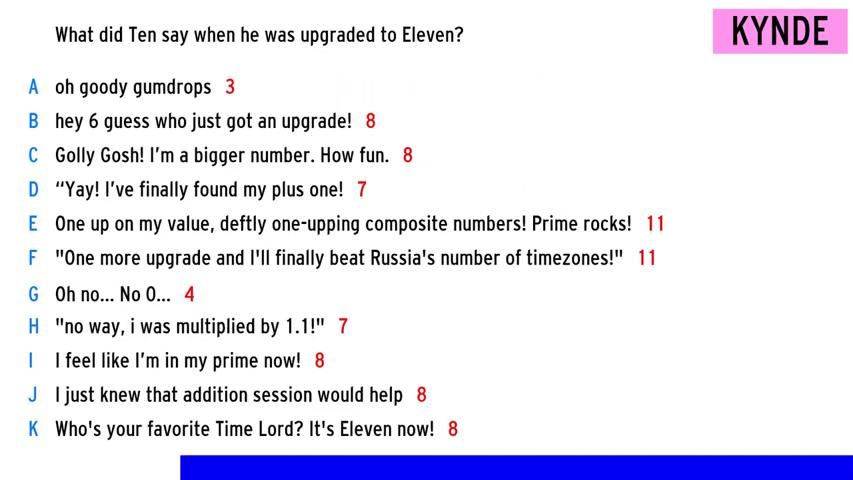 What did Ten say when he was upgraded to Eleven?
KYNDE
A oh goody gumdrops 3
B hey 6 guess who just got an upgrade! 8
C Golly Gosh! I'm a bigger number. How fun. 8
D “Yay! I've finally found my plus one! 7
E One up on my value, deftly one-upping composite numbers! Prime rocks! 11
F "One more upgrade and I'll finally beat Russia's number of timezones!" 11
G Oh no... No 0... 4
H "no way, i was multiplied by 1.1!" 7
I I feel like I'm in my prime now! 8
J I just knew that addition session would help 8
K Who's your favorite Time Lord? It's Eleven now! 8